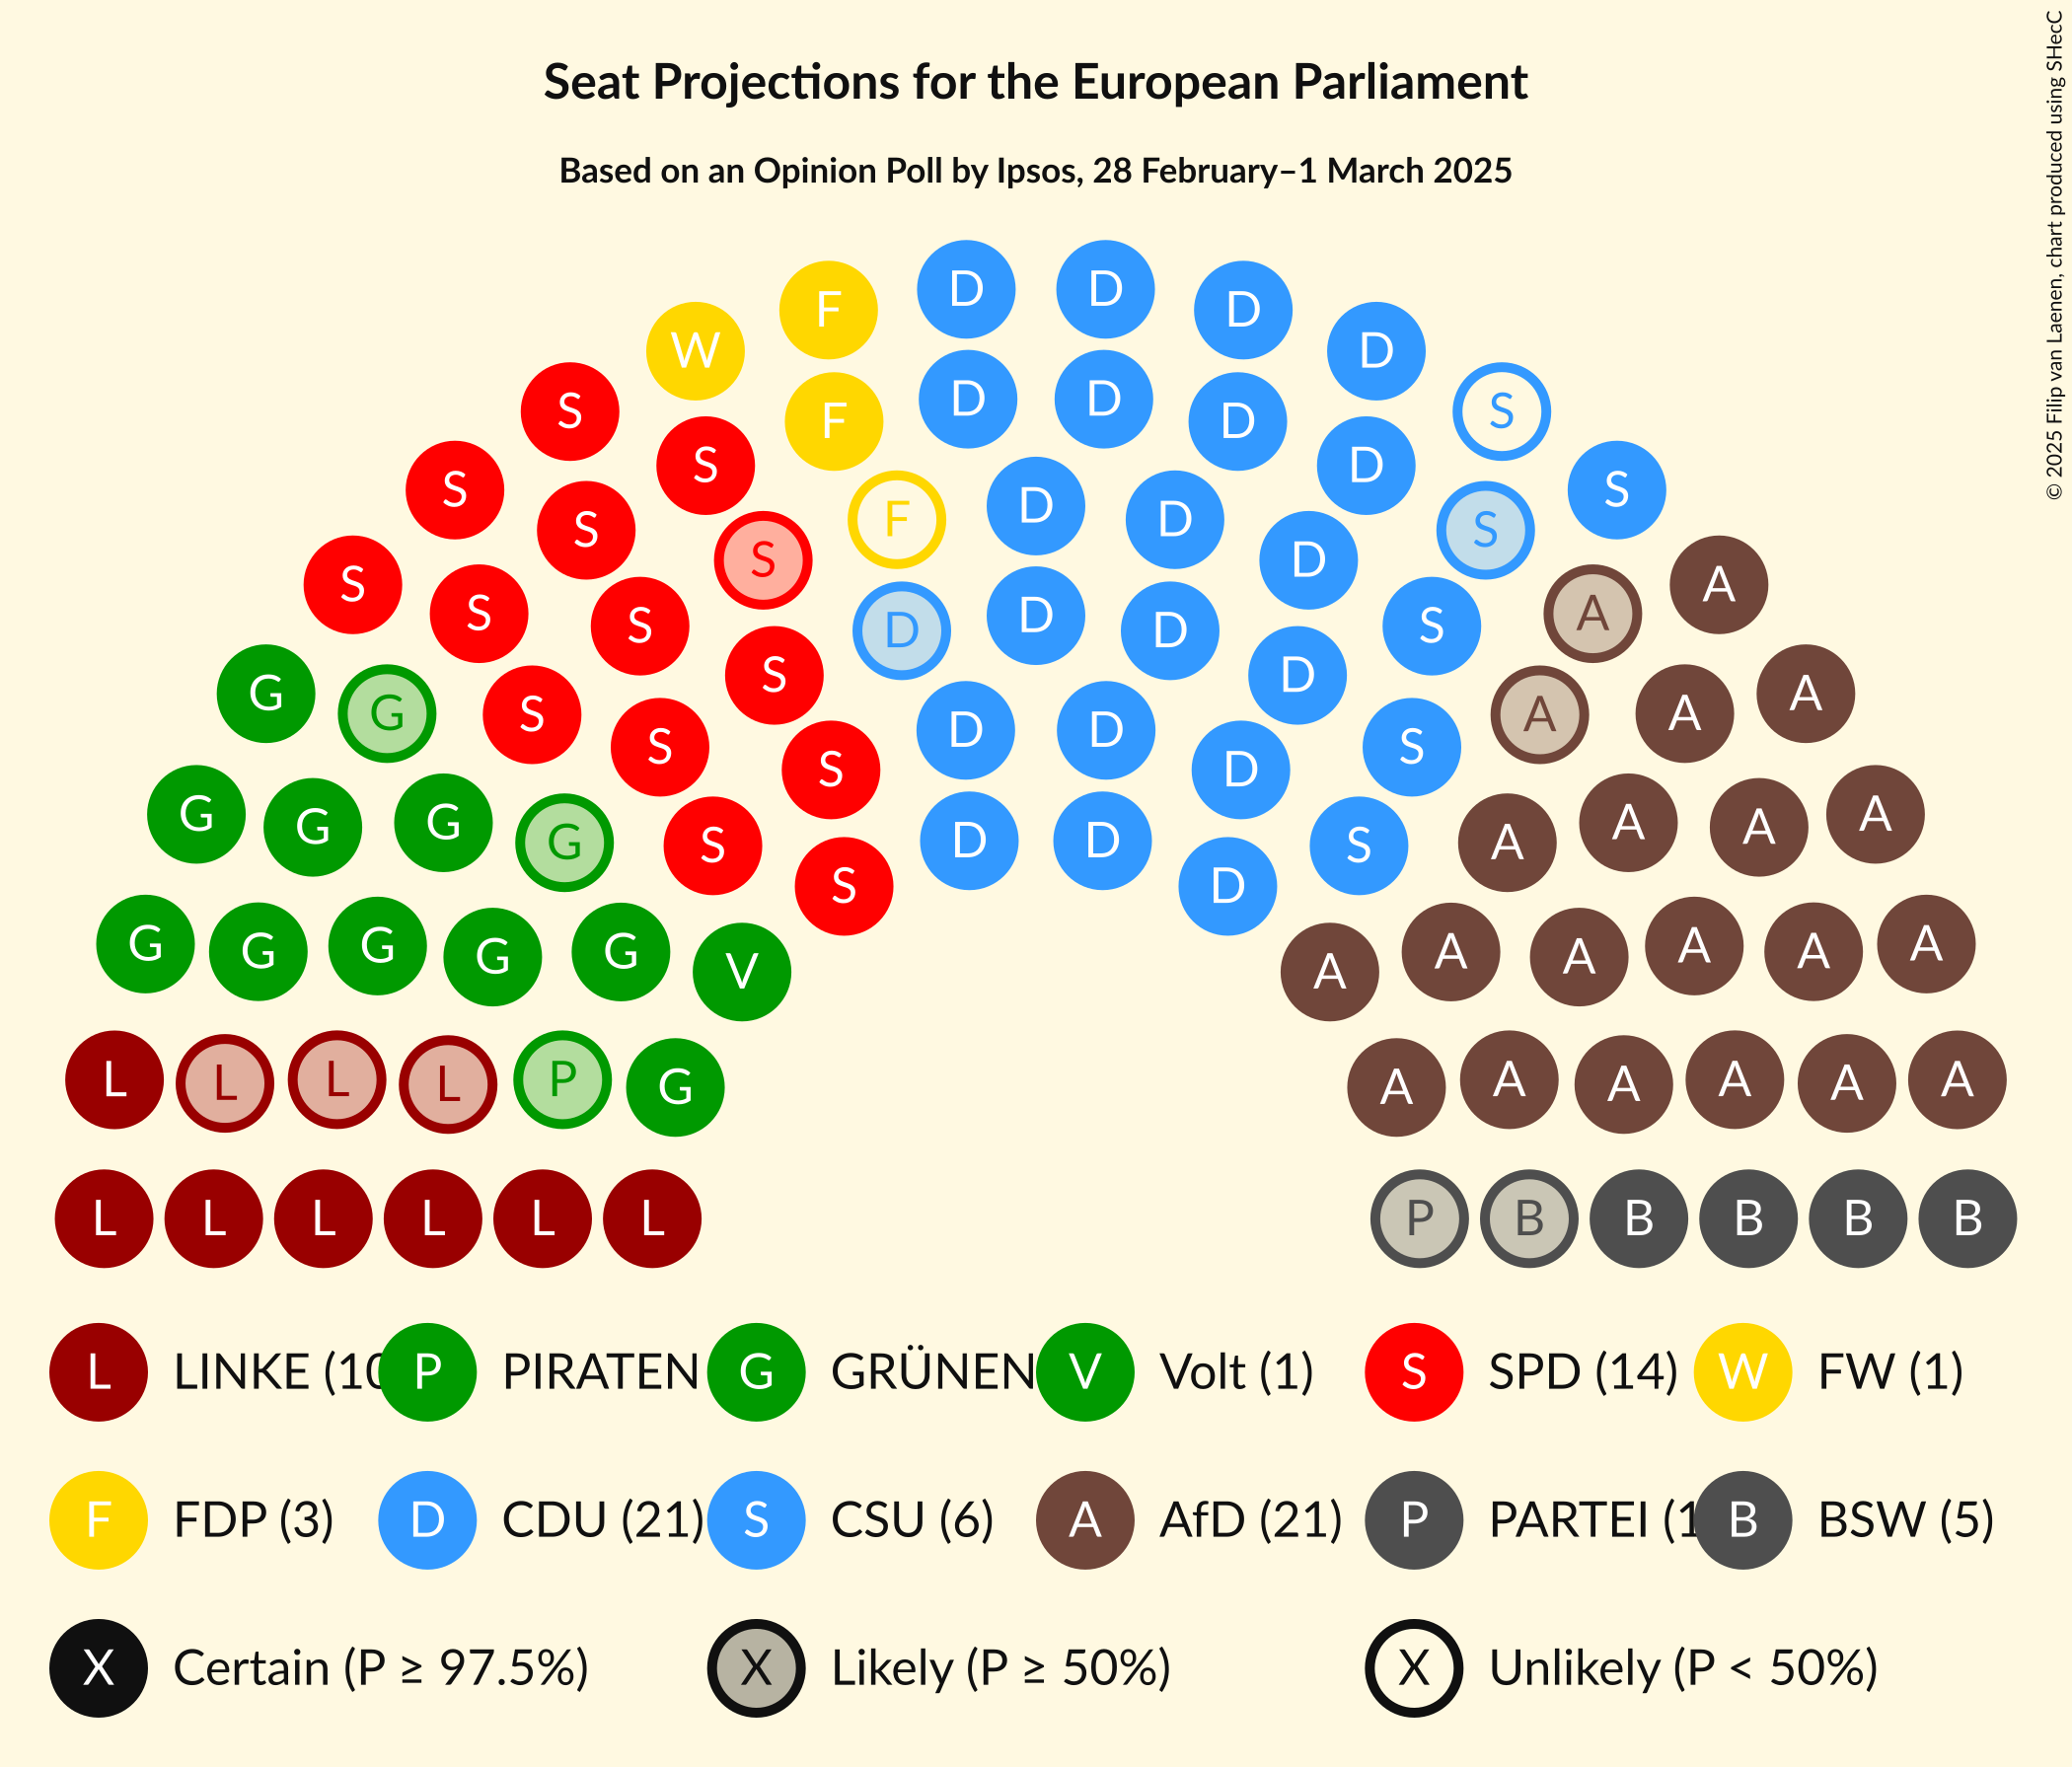 Seat Projections for the European Parliament
Based on an Opinion Poll by Ipsos, 28 February–1 March 2025
© 2025 Filip van Laenen, chart produced using SHecC
D D
F D
W D
D D
S S
F D
S D
S S
D
F D
S S
S D
S A
S D A
S D D S
S D
G A
G S A A
D D
S S
S D
G A
G G A A
G S D D S A
S D
G G G G G A A A A A
V A
L L L L P G A A A A A A
L L L L L L P B B B B B
L LINKE (10 P PIRATEN G GRÜNEN V Volt (1) S SPD (14) W FW (1)
F FDP (3) D CDU (21) S CSU (6) A AfD (21) P PARTEI (1 B BSW (5)
X Certain (P ≥ 97.5%) X Likely (P ≥ 50%) X Unlikely (P < 50%)